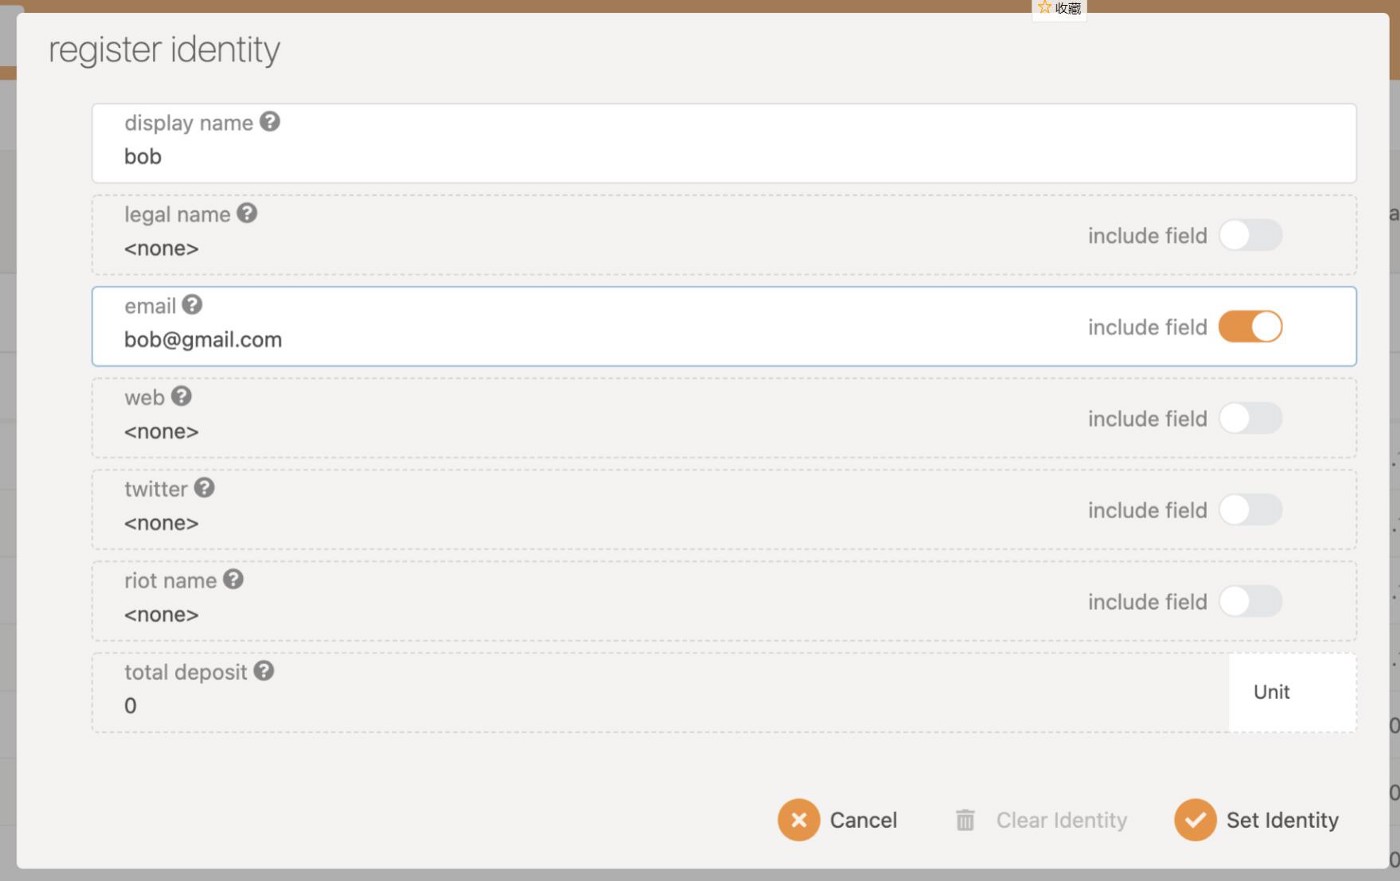 收藏
register identity
display name
bob
legal name
<none>
include field
email
bob@gmail.com
include field
web
<none>
include field
twitter
<none>
include field
riot name
<none>
include field
total deposit
0
Unit
Cancel
Clear Identity
Set Identity